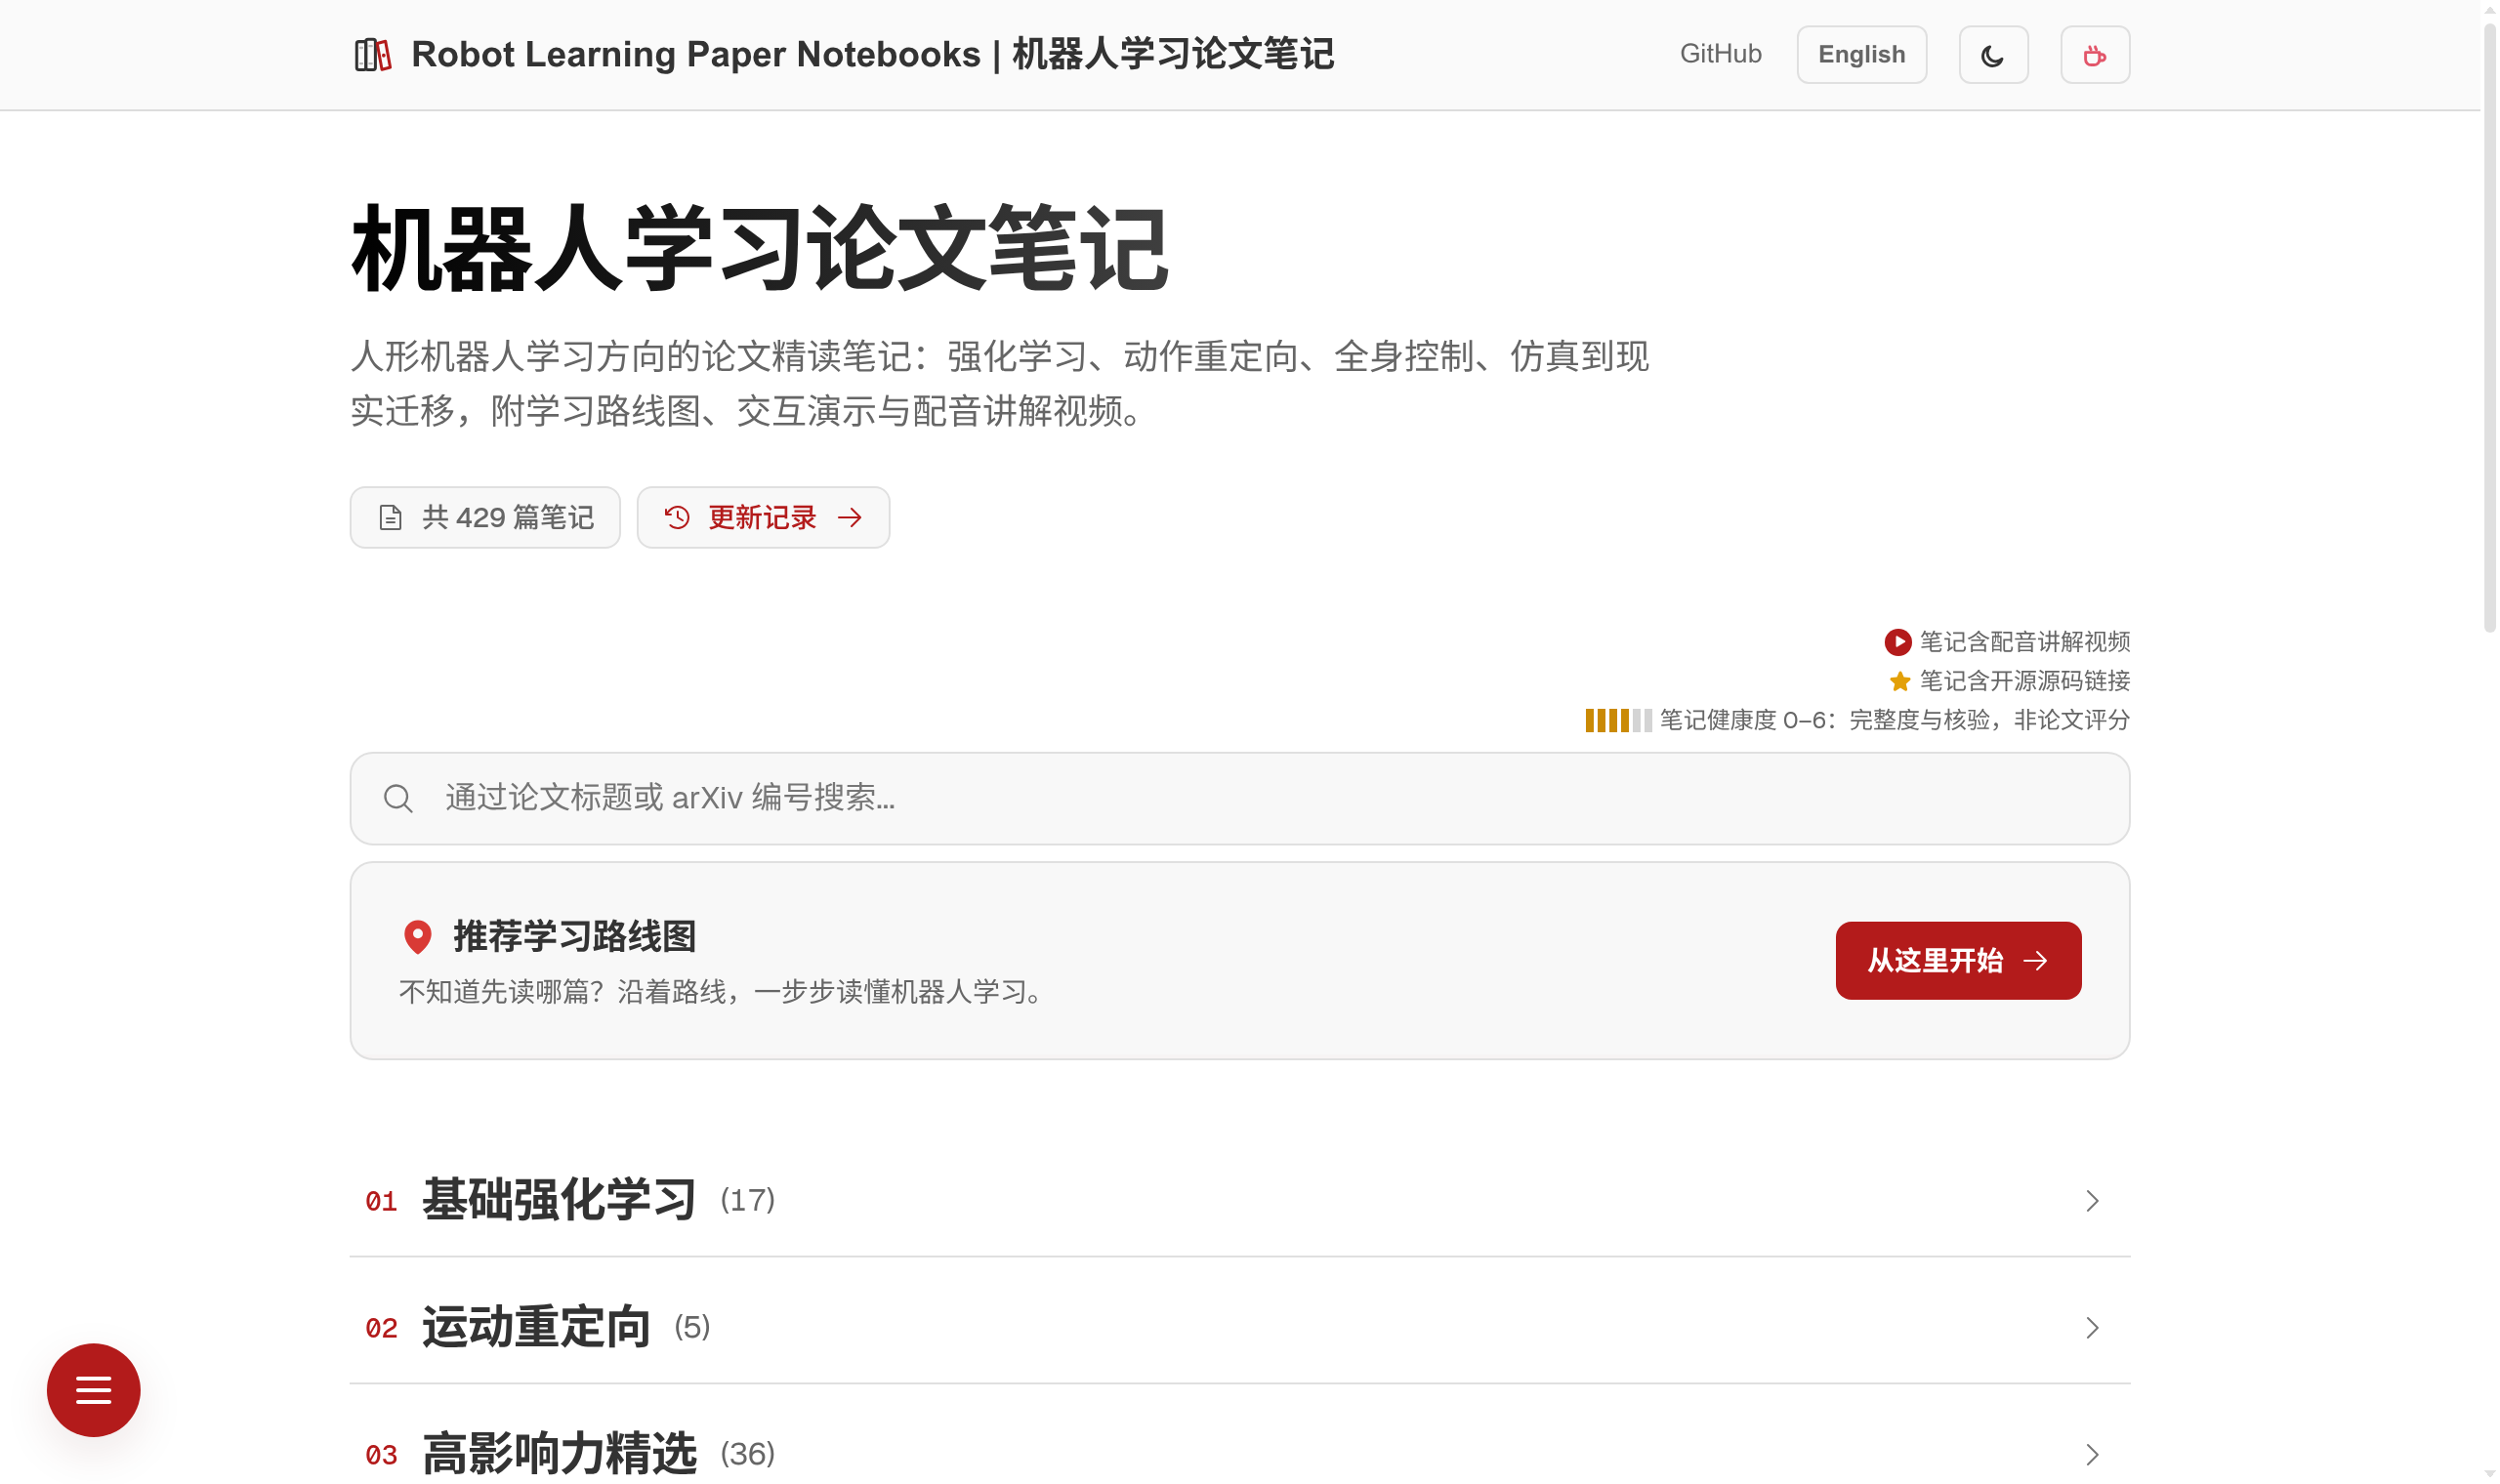 Robot Learning Paper Notebooks | 机器人学习论文笔记
GitHub
English
机器人学习论文笔记
人形机器人学习方向的论文精读笔记：强化学习、动作重定向、全身控制、仿真到现
实迁移，附学习路线图、交互演示与配音讲解视频。
共 429 篇笔记
更新记录 →
笔记含配音讲解视频
笔记含开源源码链接
笔记健康度 0–6：完整度与核验，非论文评分
通过论文标题或 arXiv 编号搜索...
推荐学习路线图
不知道先读哪篇？沿着路线，一步步读懂机器人学习。
从这里开始 →
01 基础强化学习 (17)
02 运动重定向 (5)
03 高影响力精选 (36)